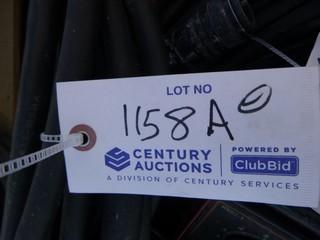 LOT NO
1158A
CENTURY AUCTIONS
POWERED BY
ClubBid
A DIVISION OF CENTURY SERVICES